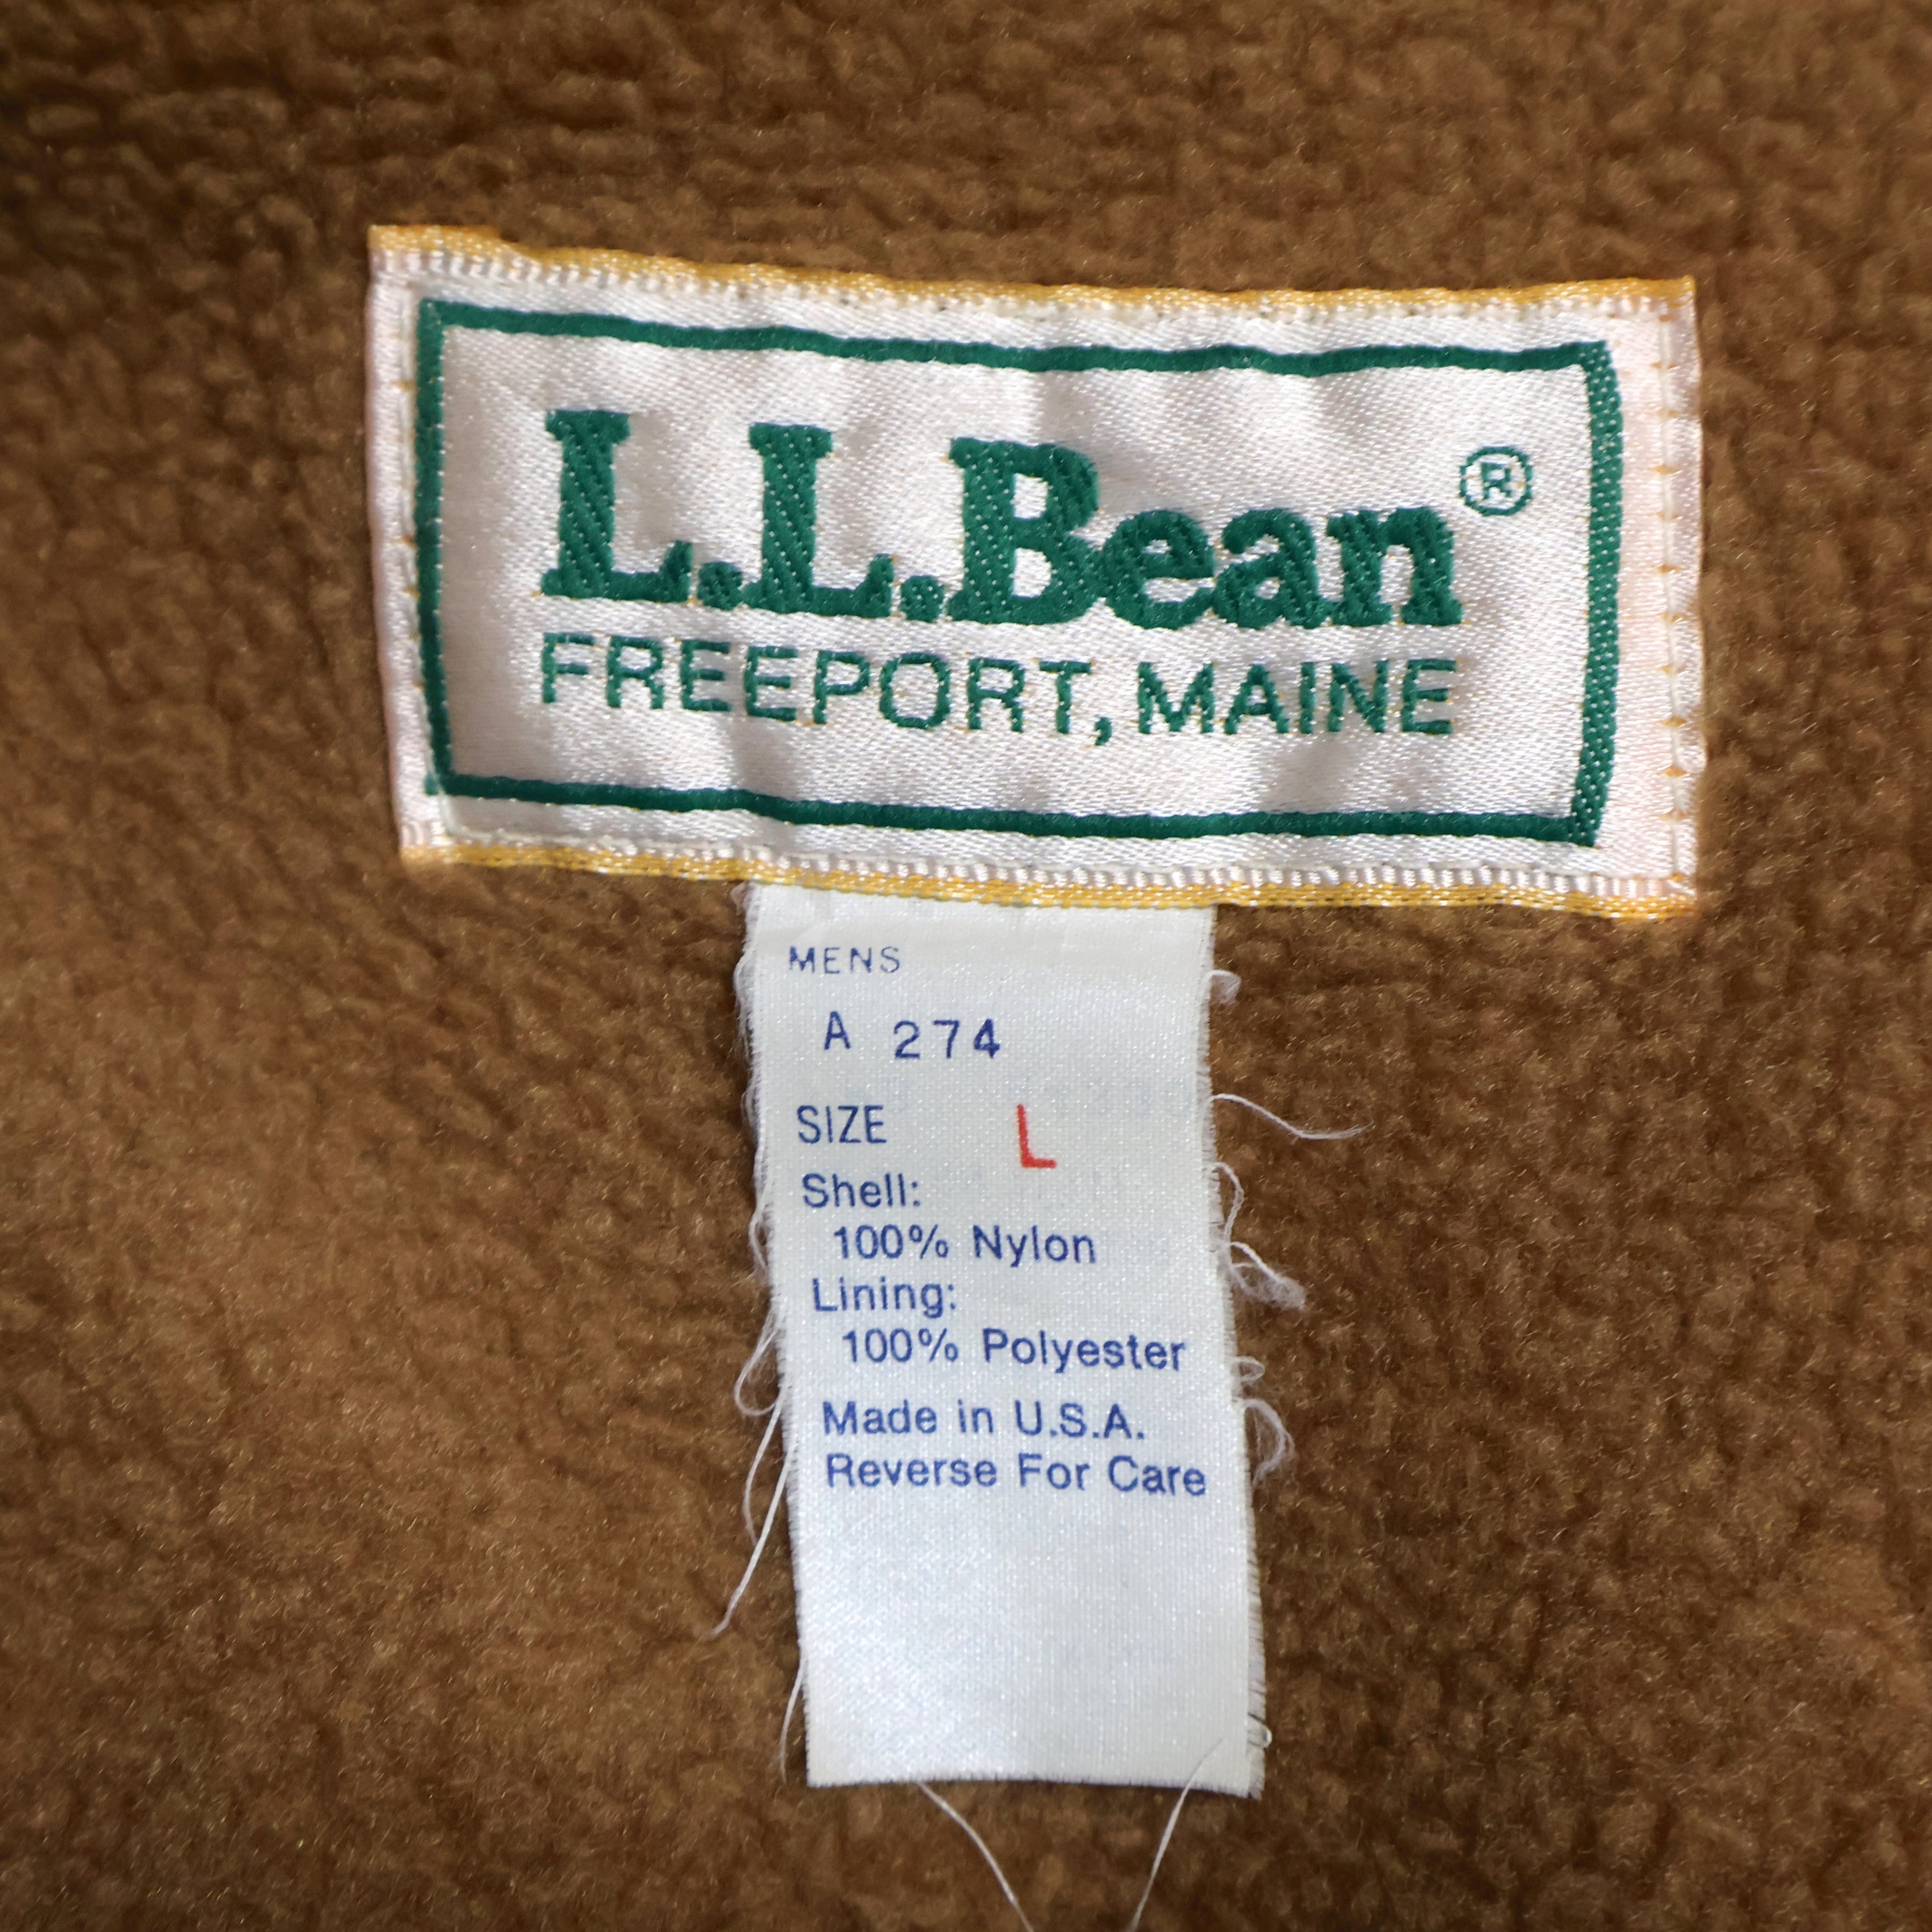 L.L.Bean®
FREEPORT, MAINE
MENS
A 274
SIZE L
Shell:
100% Nylon
Lining:
100% Polyester
Made in U.S.A.
Reverse For Care